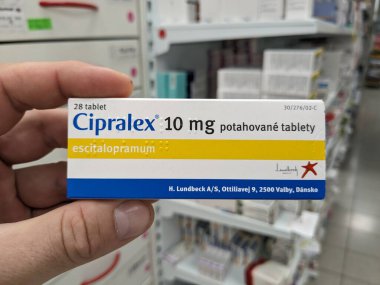 28 tablet
30/276/02-C
Cipralex® 10 mg potahované tablety
escitalopramum
Lundbeck
H. Lundbeck A/S, Ottiliavej 9, 2500 Valby, Dánsko